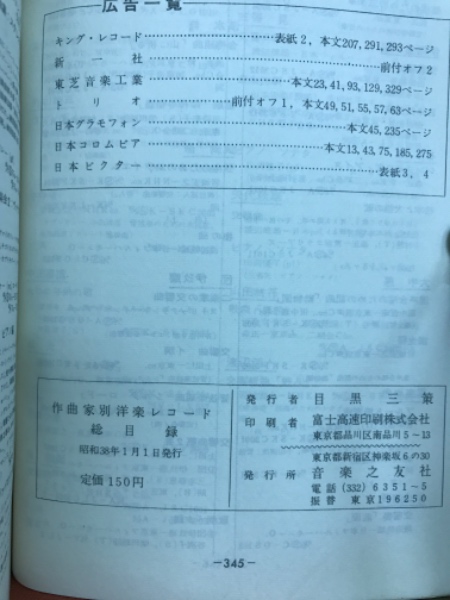 広告一覧
キング・レコード……………………表紙2，本文207,291,293ページ
新一社……………………前付オフ2
東芝音楽工業……………………本文23,41,93,129,329ページ
トリオ……………前付オフ1，本文49,51,55,57,63ページ
日本グラモフォン……………………本文45,235ページ
日本コロムビア……………………本文13,43,75,185,275
日本ビクター……………………表紙3，4
作曲家別洋楽レコード
総目録
昭和38年1月1日発行
定価 150円
発行者 目黒三策
印刷者 富士高速印刷株式会社
東京都品川区南品川5～13
東京都新宿区神楽坂6の30
発行所 音楽之友社
電話 (332) 6351～5
振替 東京196250
—345—